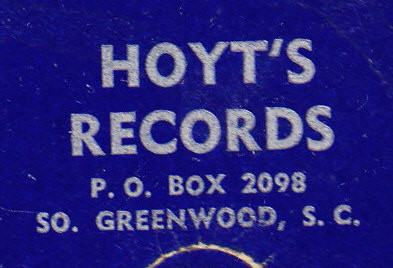 HOYT'S
RECORDS
P. O. BOX 2098
SO. GREENWOOD, S. C.